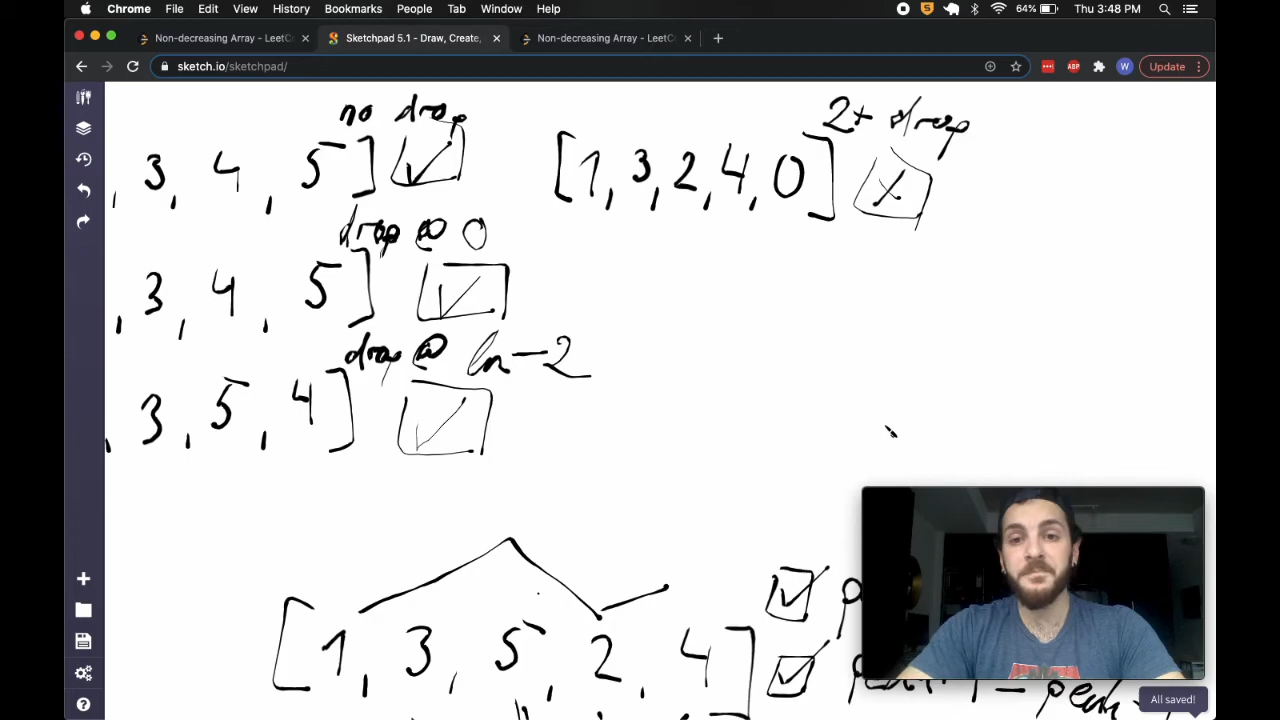 Chrome File Edit View History Bookmarks People Tab Window Help 5 64% Thu 3:48 PM
Non-decreasing Array - LeetC × Sketchpad 5.1 - Draw, Create, × Non-decreasing Array - LeetC × +
sketch.io/sketchpad/ ABP W Update
no drop
, 3, 4, 5]
2+ drop
[1, 3, 2, 4, 0]
drop @ 0
, 3, 4, 5]
drop @ ln-2
, 3, 5, 4]
[1, 3, 5, 2, 4]
All saved!